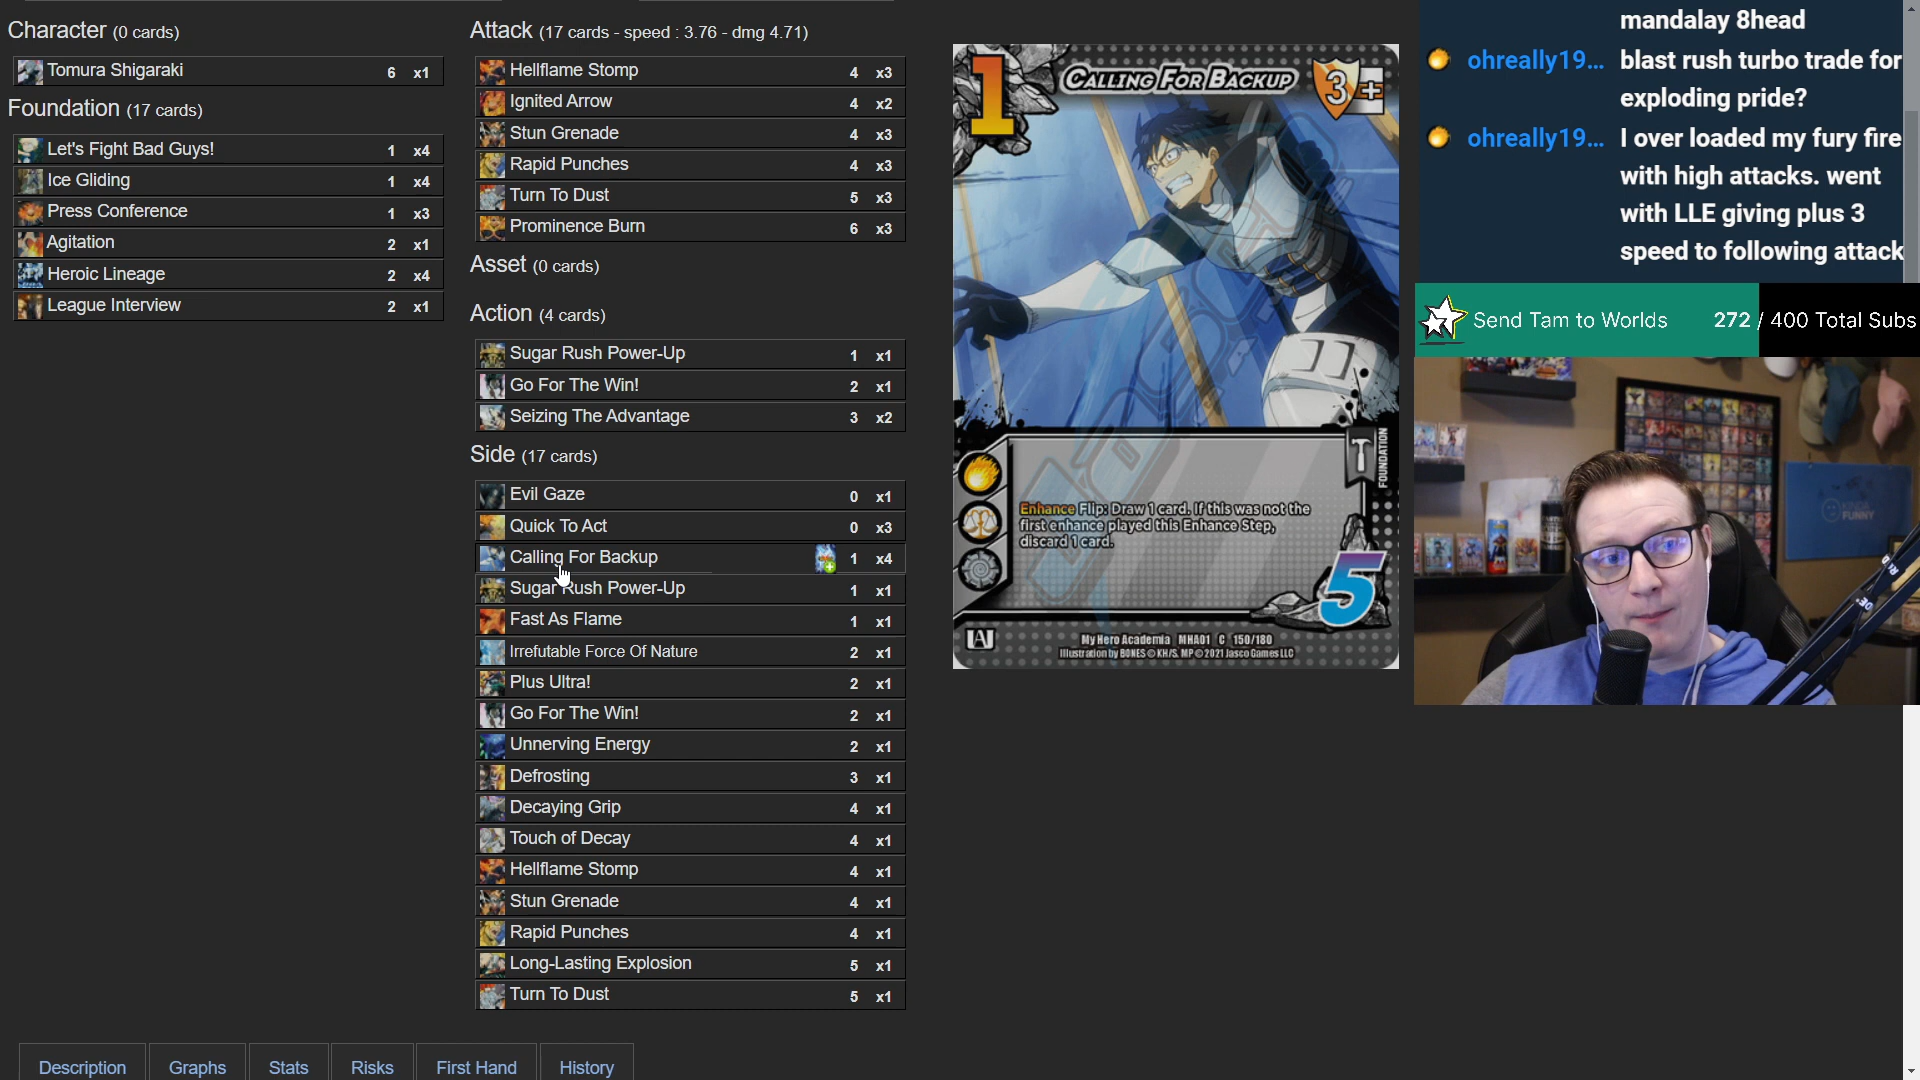 Character (0 cards)
Tomura Shigaraki 6 x1
Foundation (17 cards)
Let's Fight Bad Guys! 1 x4
Ice Gliding 1 x4
Press Conference 1 x3
Agitation 2 x1
Heroic Lineage 2 x4
League Interview 2 x1
Attack (17 cards - speed : 3.76 - dmg 4.71)
Hellflame Stomp 4 x3
Ignited Arrow 4 x2
Stun Grenade 4 x3
Rapid Punches 4 x3
Turn To Dust 5 x3
Prominence Burn 6 x3
Asset (0 cards)
Action (4 cards)
Sugar Rush Power-Up 1 x1
Go For The Win! 2 x1
Seizing The Advantage 3 x2
Side (17 cards)
Evil Gaze 0 x1
Quick To Act 0 x3
Calling For Backup 1 x4
Sugar Rush Power-Up 1 x1
Fast As Flame 1 x1
Irrefutable Force Of Nature 2 x1
Plus Ultra! 2 x1
Go For The Win! 2 x1
Unnerving Energy 2 x1
Defrosting 3 x1
Decaying Grip 4 x1
Touch of Decay 4 x1
Hellflame Stomp 4 x1
Stun Grenade 4 x1
Rapid Punches 4 x1
Long-Lasting Explosion 5 x1
Turn To Dust 5 x1
Description Graphs Stats Risks First Hand History
1 CALLING FOR BACKUP 3 +
FOUNDATION
Enhance Flip: Draw 1 card. If this was not the
first enhance played this Enhance Step,
discard 1 card.
5
My Hero Academia MHA01 C 150/180
Illustration by BONES © KH/S, MP © 2021 Jasco Games LLC
mandalay 8head
ohreally19... blast rush turbo trade for
exploding pride?
ohreally19... I over loaded my fury fire
with high attacks. went
with LLE giving plus 3
speed to following attack
Send Tam to Worlds 272 / 400 Total Subs
FUNNY